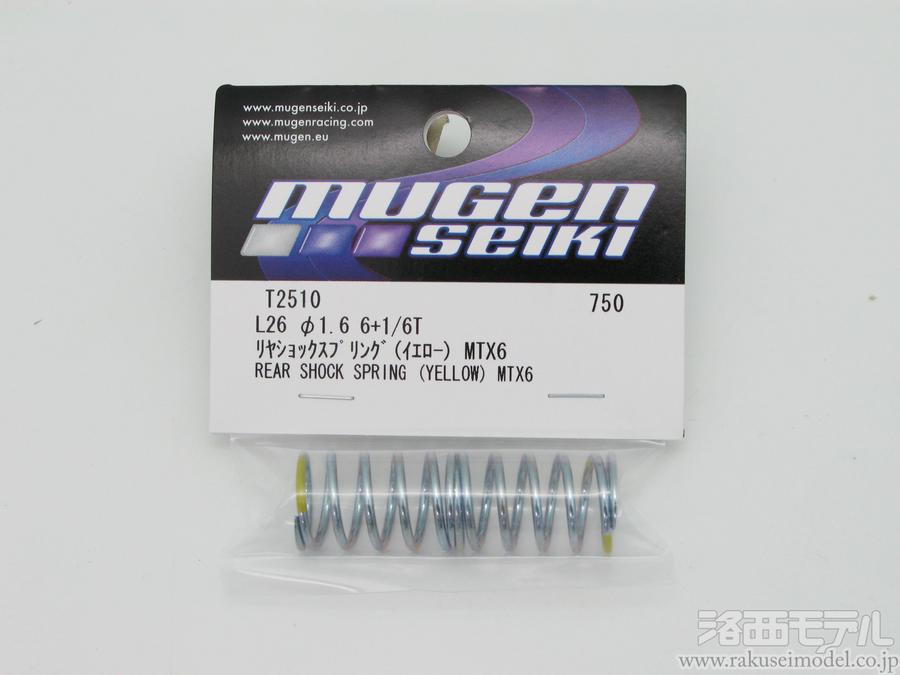 www.mugenseiki.co.jp
www.mugenracing.com
www.mugen.eu
mugen
seiki
T2510 750
L26 φ1.6 6+1/6T
ﾘﾔｼｮｯｸｽﾌﾟﾘﾝｸﾞ(ｲｴﾛｰ) MTX6
REAR SHOCK SPRING (YELLOW) MTX6
洛西モデル
www.rakuseimodel.co.jp